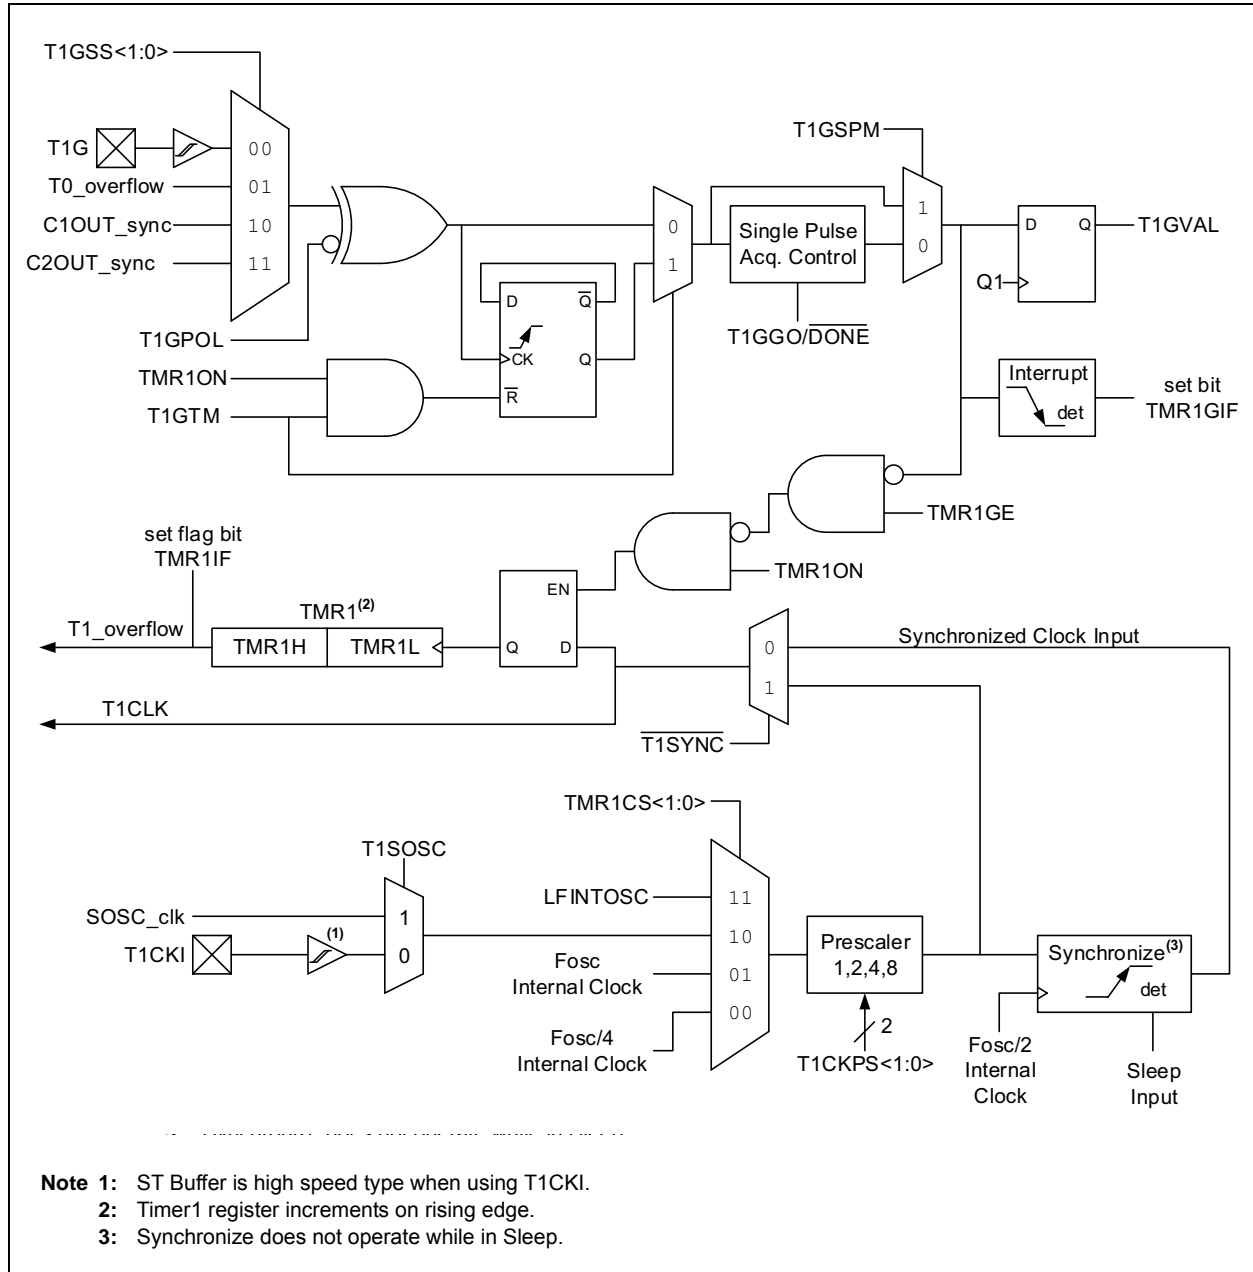 T1GSS<1:0>
T1G
00
T0_overflow
01
C1OUT_sync
10
C2OUT_sync
11
T1GPOL
TMR1ON
T1GTM
D
Q
CK
Q
R
0
1
Single Pulse
Acq. Control
T1GGO/DONE
T1GSPM
1
0
D
Q
Q1
T1GVAL
Interrupt
det
set bit
TMR1GIF
TMR1GE
TMR1ON
set flag bit
TMR1IF
T1_overflow
TMR1(2)
TMR1H
TMR1L
EN
Q
D
T1CLK
0
1
Synchronized Clock Input
T1SYNC
TMR1CS<1:0>
T1SOSC
SOSC_clk
1
T1CKI
(1)
0
LFINTOSC
11
10
Fosc
Internal Clock
01
00
Fosc/4
Internal Clock
Prescaler
1,2,4,8
2
T1CKPS<1:0>
Synchronize(3)
det
Fosc/2
Internal
Clock
Sleep
Input
Note 1: ST Buffer is high speed type when using T1CKI.
2: Timer1 register increments on rising edge.
3: Synchronize does not operate while in Sleep.